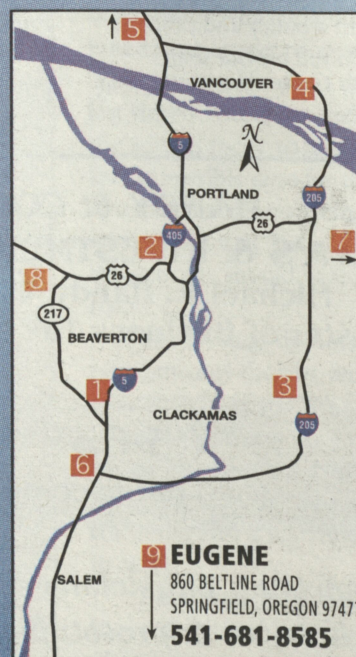 5
VANCOUVER
4
N
5
PORTLAND
205
405
26
2
7
8
26
217
BEAVERTON
1
5
3
CLACKAMAS
205
6
9 EUGENE
SALEM
860 BELTLINE ROAD
SPRINGFIELD, OREGON 9747
541-681-8585